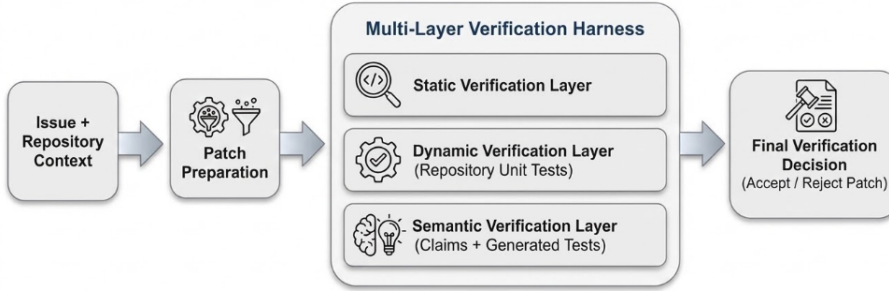 Issue +
Repository
Context
Patch
Preparation
Multi-Layer Verification Harness
</>
Static Verification Layer
Dynamic Verification Layer
(Repository Unit Tests)
Semantic Verification Layer
(Claims + Generated Tests)
Final Verification
Decision
(Accept / Reject Patch)